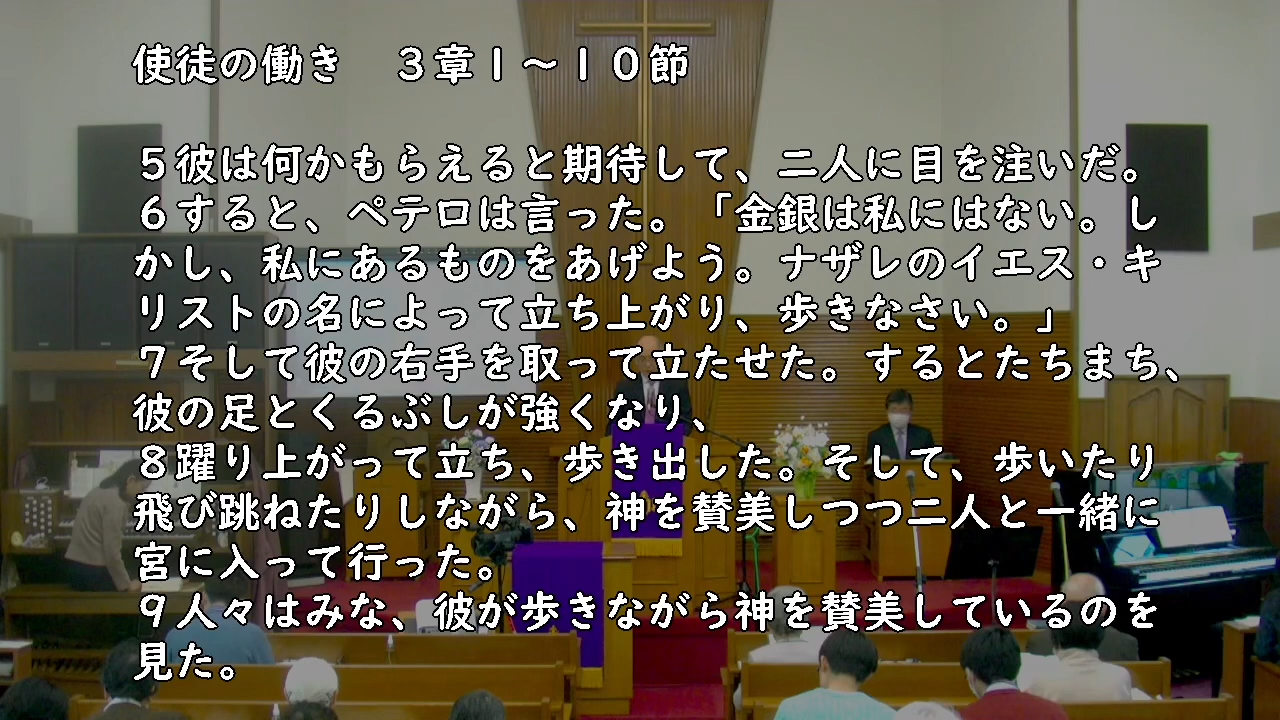 使徒の働き　３章１～１０節
５彼は何かもらえると期待して、二人に目を注いだ。
６すると、ペテロは言った。「金銀は私にはない。し
かし、私にあるものをあげよう。ナザレのイエス・キ
リストの名によって立ち上がり、歩きなさい。」
７そして彼の右手を取って立たせた。するとたちまち、
彼の足とくるぶしが強くなり、
８躍り上がって立ち、歩き出した。そして、歩いたり
飛び跳ねたりしながら、神を賛美しつつ二人と一緒に
宮に入って行った。
９人々はみな、彼が歩きながら神を賛美しているのを
見た。